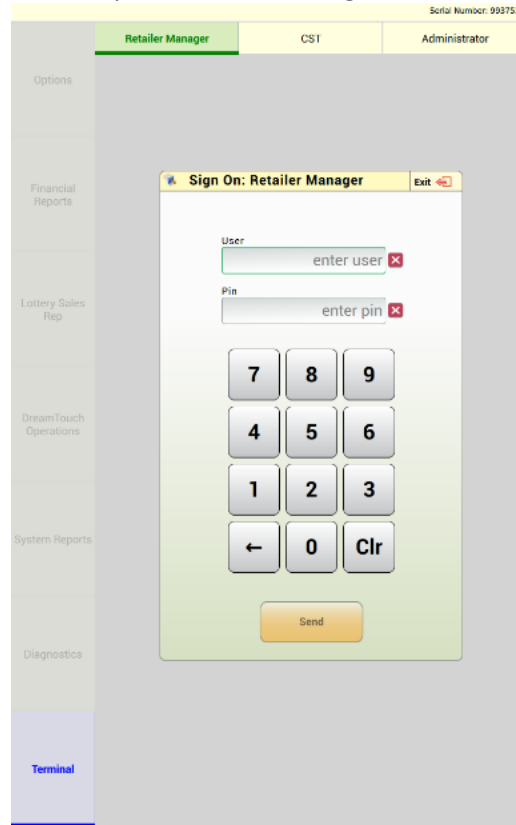 Serial Number: 99375
Retailer Manager
CST
Administrator
Options
Financial
Reports
Lottery Sales
Rep
DreamTouch
Operations
System Reports
Diagnostics
Terminal
Sign On: Retailer Manager
Exit
User
enter user
Pin
enter pin
7 8 9
4 5 6
1 2 3
← 0 Clr
Send